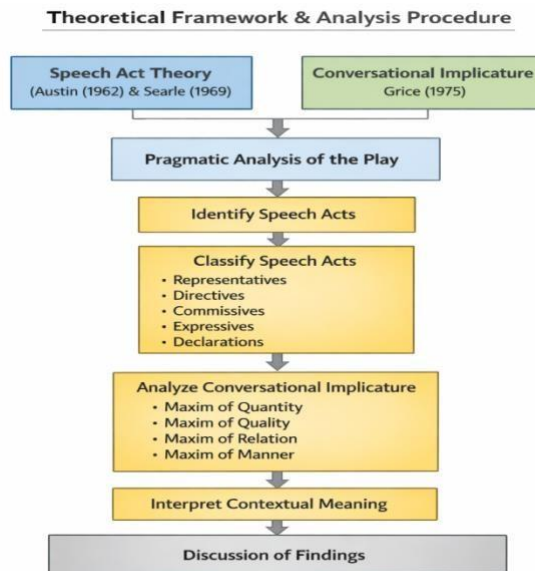 Theoretical Framework & Analysis Procedure
Speech Act Theory
(Austin (1962) & Searle (1969)
Conversational Implicature
Grice (1975)
Pragmatic Analysis of the Play
Identify Speech Acts
Classify Speech Acts
• Representatives
• Directives
• Commissives
• Expressives
• Declarations
Analyze Conversational Implicature
• Maxim of Quantity
• Maxim of Quality
• Maxim of Relation
• Maxim of Manner
Interpret Contextual Meaning
Discussion of Findings